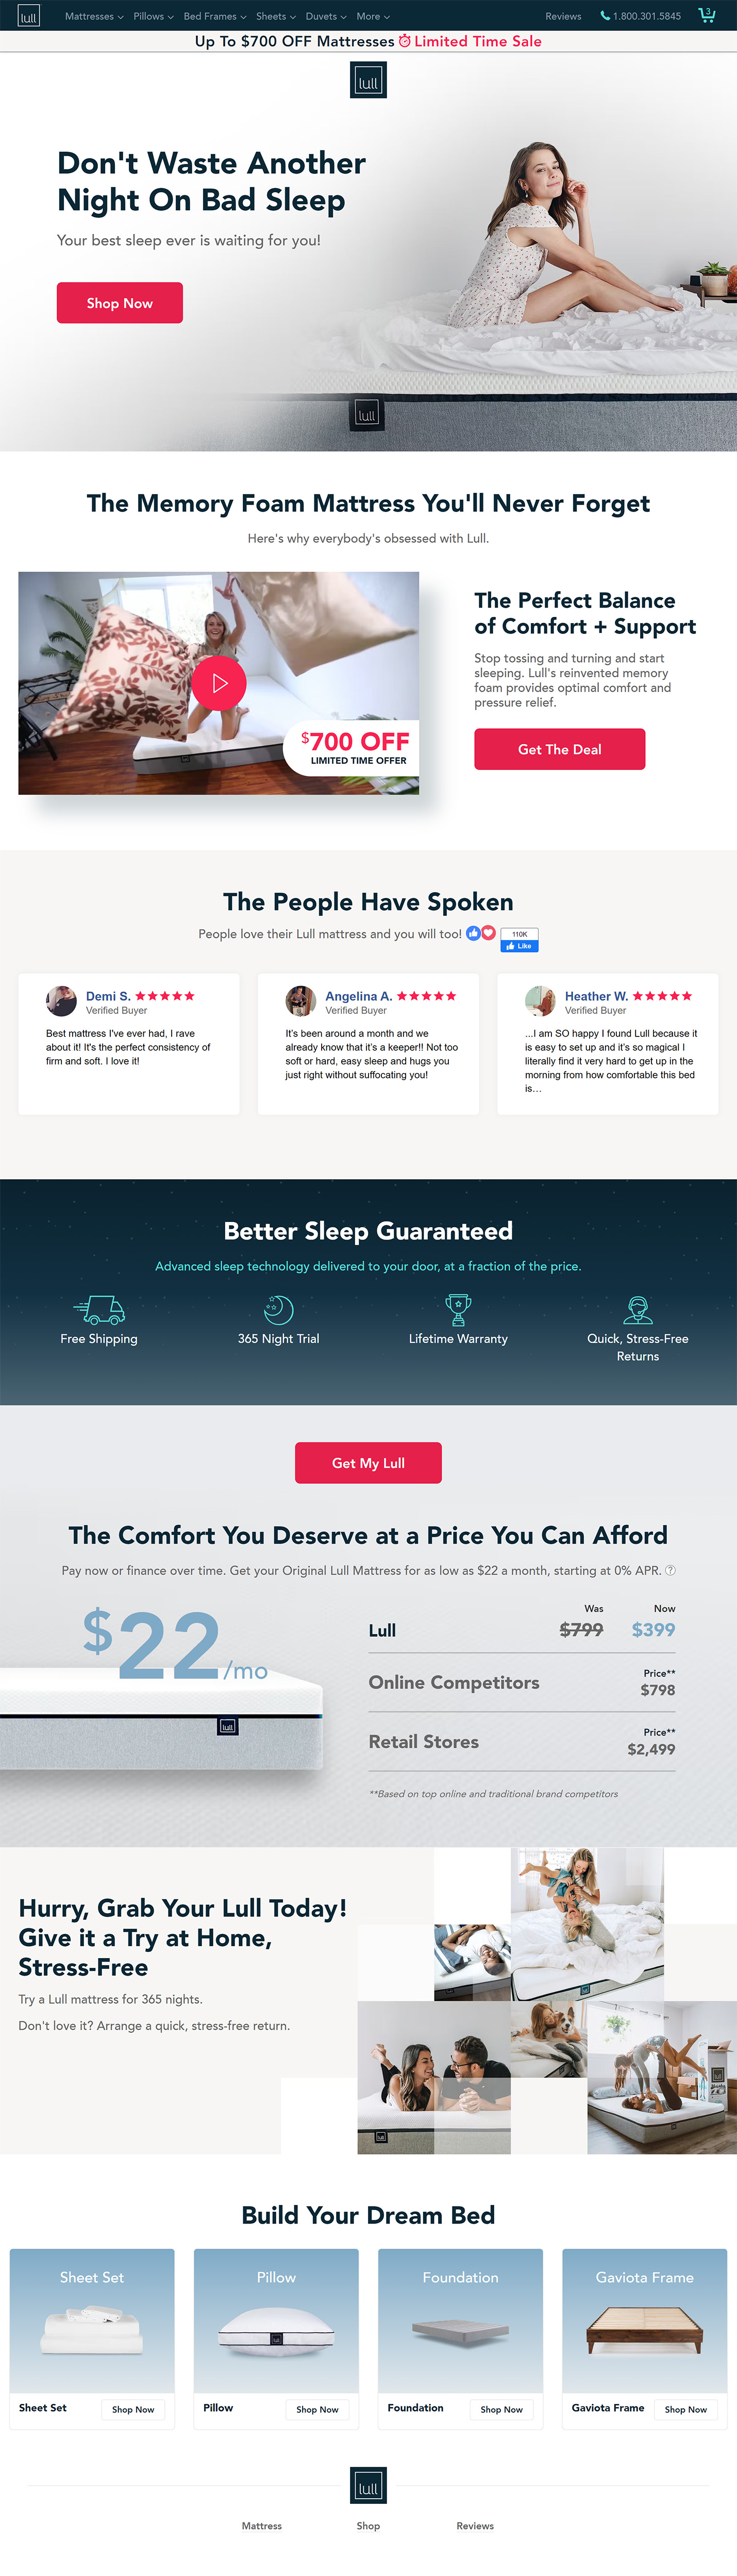 lull
Mattresses Pillows Bed Frames Sheets Duvets More Reviews 1.800.301.5845 3
Up To $700 OFF Mattresses Limited Time Sale
lull
Don't Waste Another
Night On Bad Sleep
Your best sleep ever is waiting for you!
Shop Now
lull
The Memory Foam Mattress You'll Never Forget
Here's why everybody's obsessed with Lull.
The Perfect Balance
of Comfort + Support
Stop tossing and turning and start
sleeping. Lull's reinvented memory
foam provides optimal comfort and
pressure relief.
Get The Deal
$700 OFF
LIMITED TIME OFFER
The People Have Spoken
People love their Lull mattress and you will too!
110K
Like
Demi S.
Verified Buyer
Best mattress I've ever had, I rave
about it! It's the perfect consistency of
firm and soft. I love it!
Angelina A.
Verified Buyer
It's been around a month and we
already know that it's a keeper!! Not too
soft or hard, easy sleep and hugs you
just right without suffocating you!
Heather W.
Verified Buyer
...I am SO happy I found Lull because it
is easy to set up and it's so magical I
literally find it very hard to get up in the
morning from how comfortable this bed
is…
Better Sleep Guaranteed
Advanced sleep technology delivered to your door, at a fraction of the price.
Free Shipping
365 Night Trial
Lifetime Warranty
Quick, Stress-Free
Returns
Get My Lull
The Comfort You Deserve at a Price You Can Afford
Pay now or finance over time. Get your Original Lull Mattress for as low as $22 a month, starting at 0% APR. ?
$22/mo
lull
Was Now
Lull $799 $399
Price**
Online Competitors $798
Price**
Retail Stores $2,499
**Based on top online and traditional brand competitors
Hurry, Grab Your Lull Today!
Give it a Try at Home,
Stress-Free
Try a Lull mattress for 365 nights.
Don't love it? Arrange a quick, stress-free return.
lull
Build Your Dream Bed
Sheet Set
Sheet Set Shop Now
Pillow
lull
Pillow Shop Now
Foundation
Foundation Shop Now
Gaviota Frame
Gaviota Frame Shop Now
lull
Mattress Shop Reviews